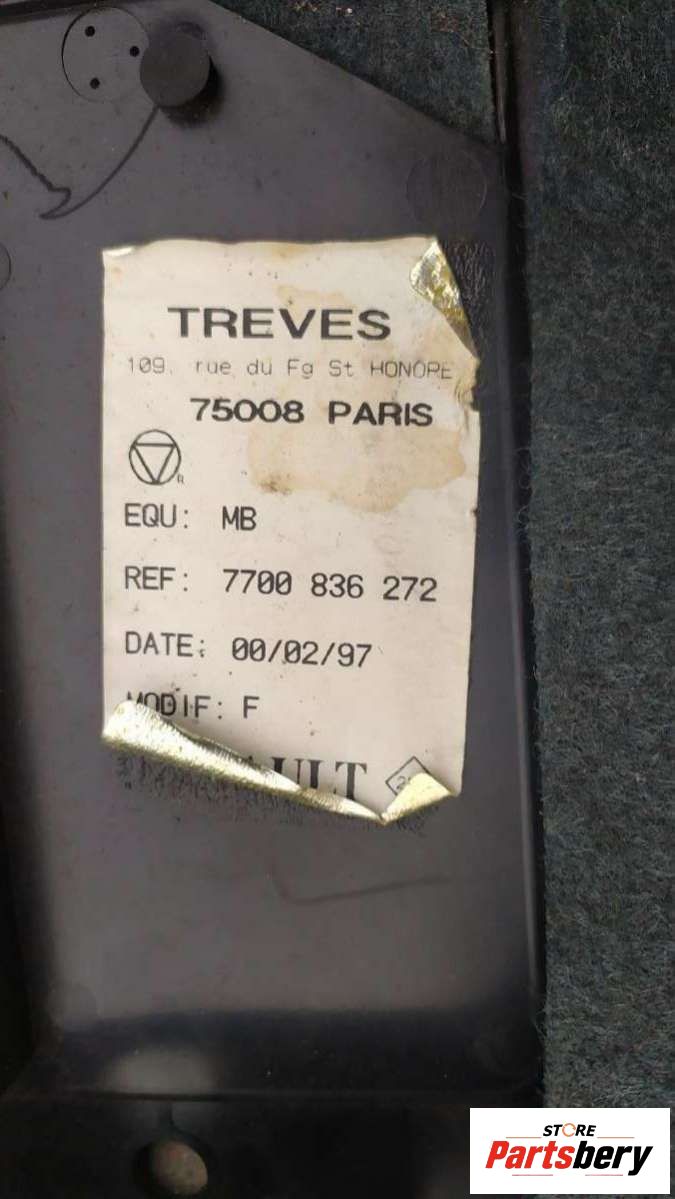 TREVES
109, rue du Fg St HONORE
75008 PARIS
R
EQU: MB
REF: 7700 836 272
DATE: 00/02/97
MODIF: F
STORE
Partsbery